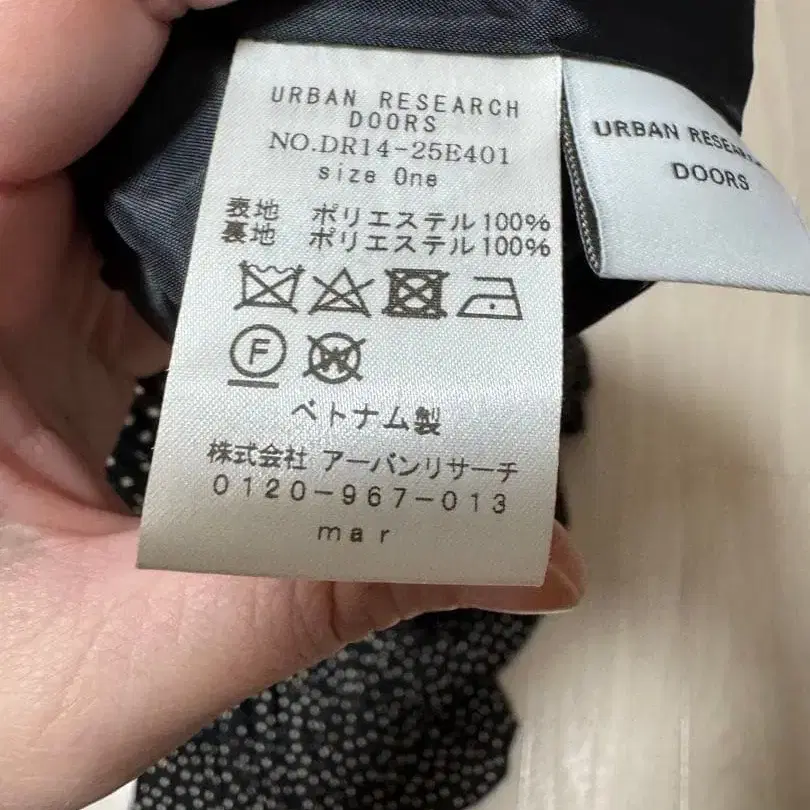 URBAN RESEARCH
DOORS
NO.DR14-25E401
size One
表地 ポリエステル100%
裏地 ポリエステル100%
F W
ベトナム製
株式会社 アーバンリサーチ
0120-967-013
mar
URBAN RESEARCH
DOORS